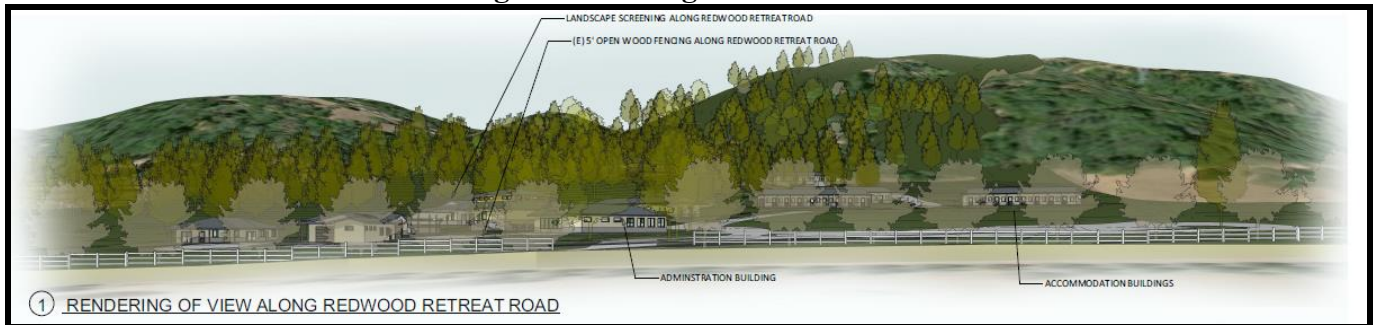 LANDSCAPE SCREENING ALONG REDWOOD RETREAT ROAD
(E) 5' OPEN WOOD FENCING ALONG REDWOOD RETREAT ROAD
ADMINSTRATION BUILDING
ACCOMMODATION BUILDINGS
1 RENDERING OF VIEW ALONG REDWOOD RETREAT ROAD